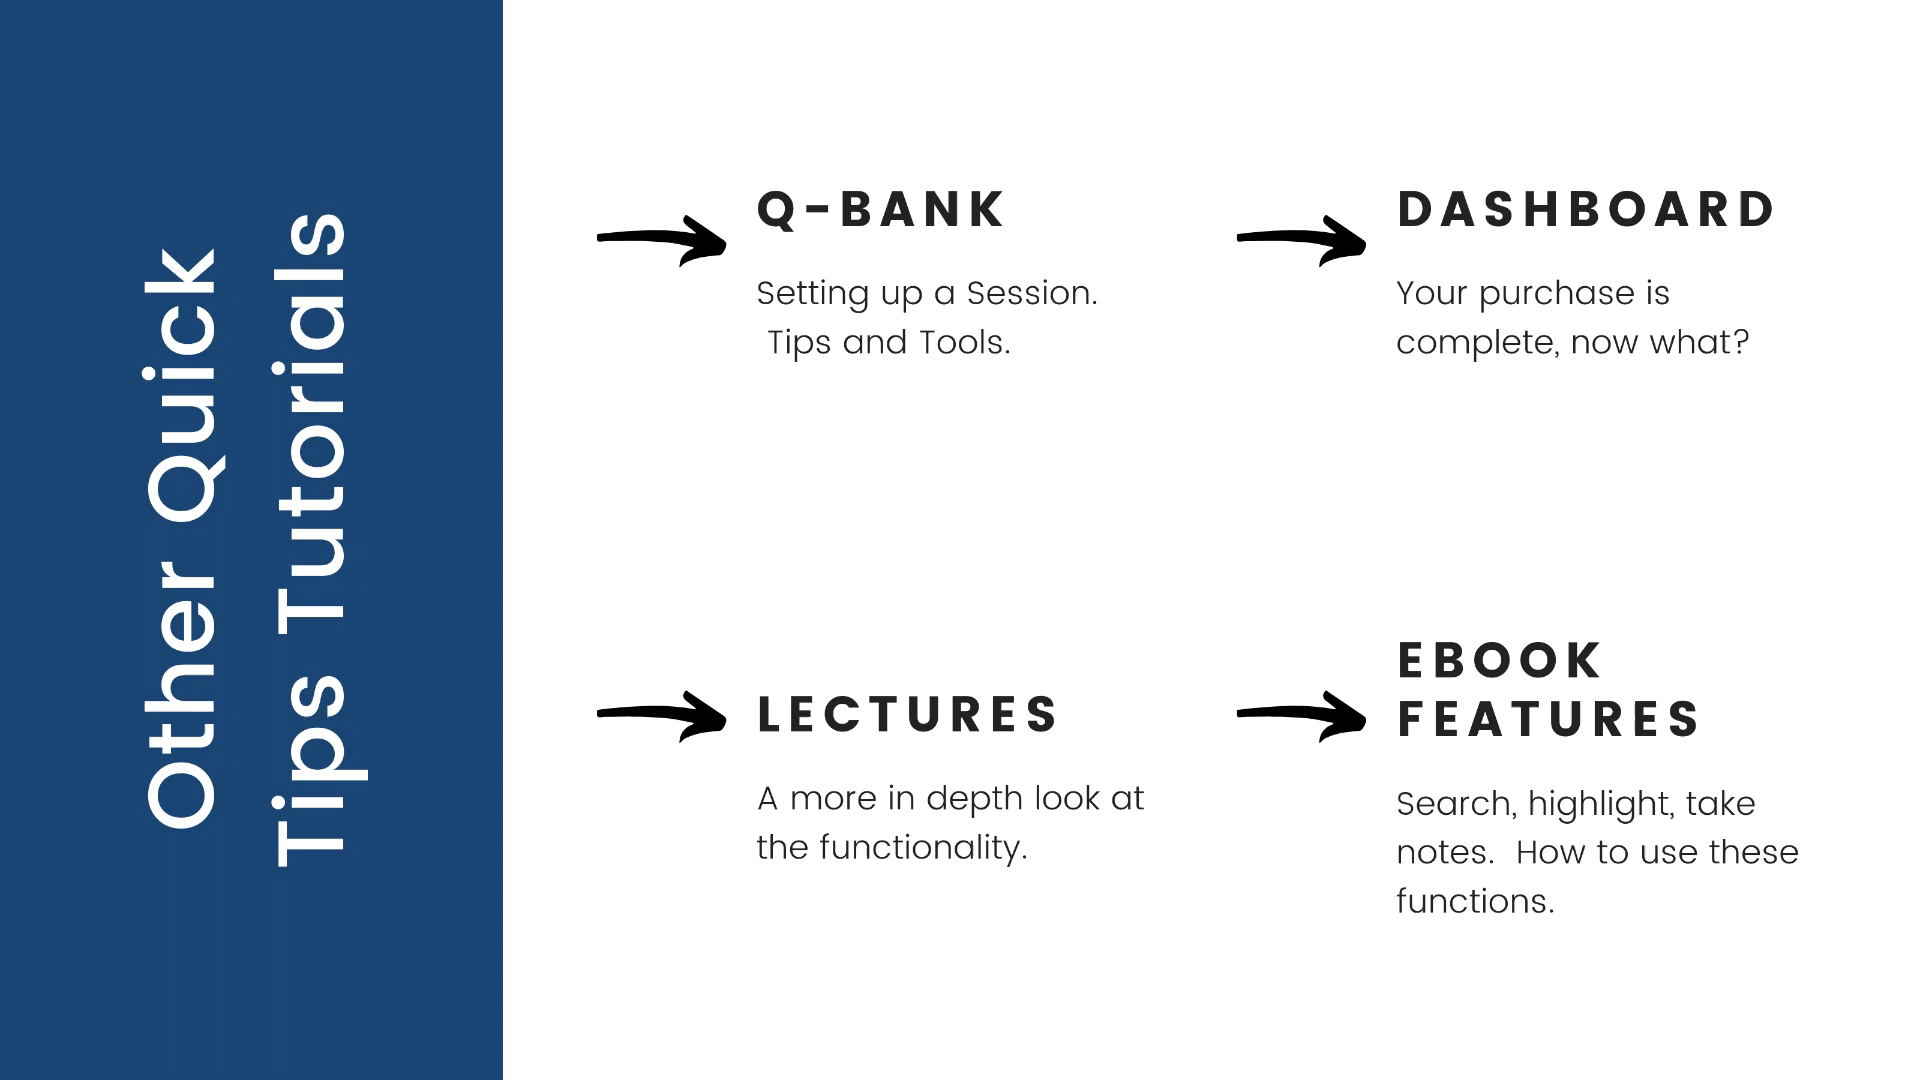 Other Quick
Tips Tutorials
Q-BANK
Setting up a Session.
Tips and Tools.
DASHBOARD
Your purchase is
complete, now what?
LECTURES
A more in depth look at
the functionality.
EBOOK
FEATURES
Search, highlight, take
notes.  How to use these
functions.